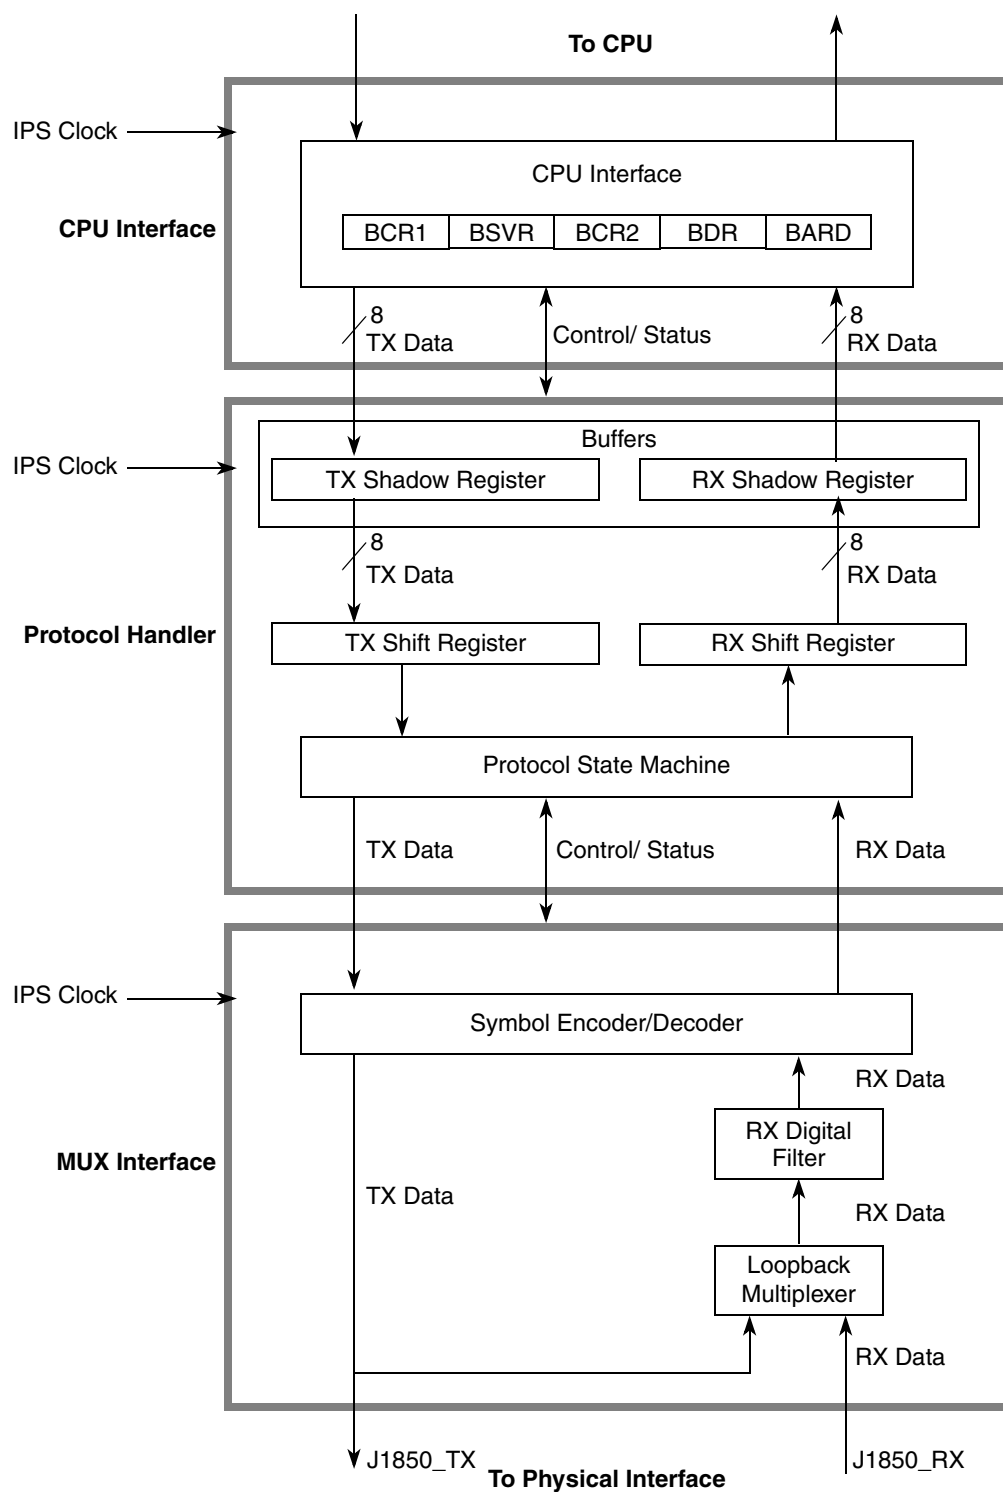 To CPU
IPS Clock
CPU Interface
CPU Interface
BCR1 BSVR BCR2 BDR BARD
8
TX Data
Control/ Status
8
RX Data
Buffers
IPS Clock
TX Shadow Register
RX Shadow Register
8
TX Data
8
RX Data
Protocol Handler
TX Shift Register
RX Shift Register
Protocol State Machine
TX Data
Control/ Status
RX Data
IPS Clock
Symbol Encoder/Decoder
RX Data
RX Digital
Filter
MUX Interface
TX Data
RX Data
Loopback
Multiplexer
RX Data
J1850_TX
J1850_RX
To Physical Interface